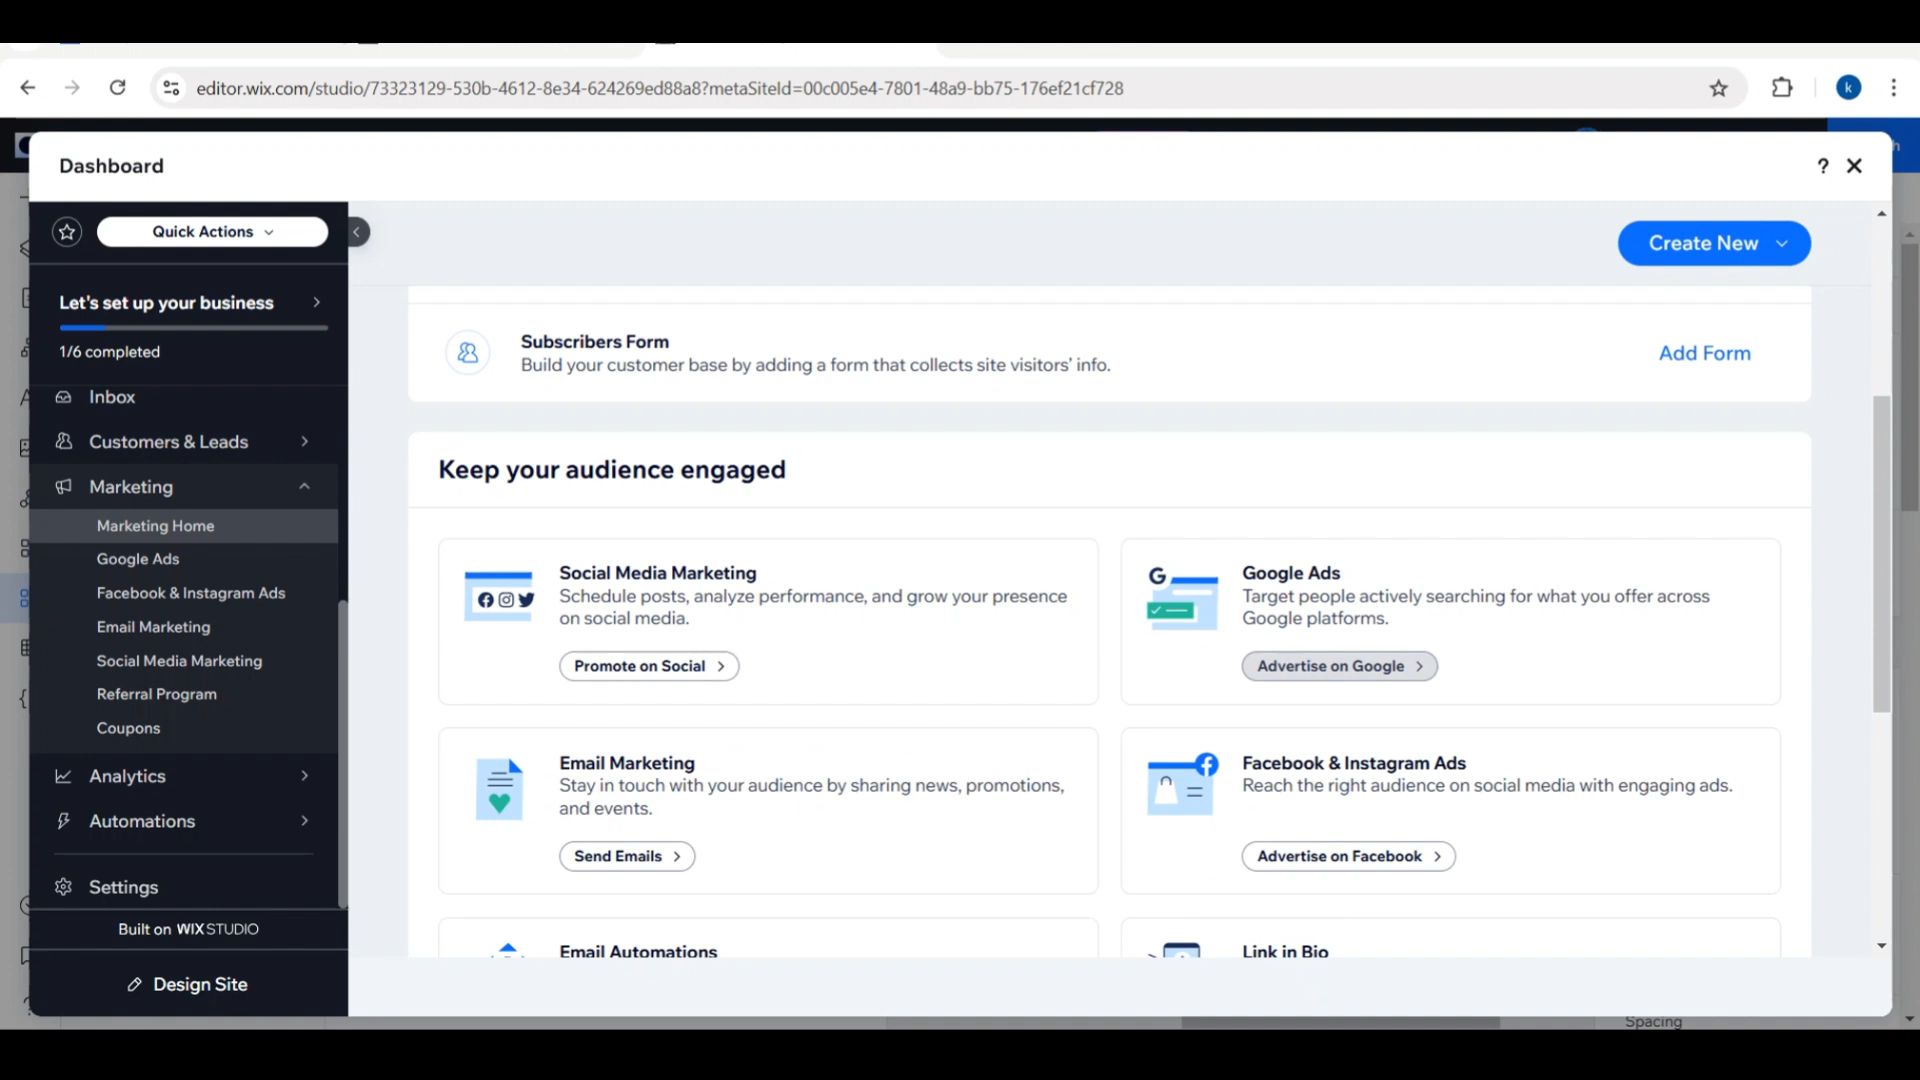 editor.wix.com/studio/73323129-530b-4612-8e34-624269ed88a8?metaSiteId=00c005e4-7801-48a9-bb75-176ef21cf728
k
Dashboard
?
Quick Actions
Create New
Let's set up your business
1/6 completed
Inbox
Customers & Leads
Marketing
Marketing Home
Google Ads
Facebook & Instagram Ads
Email Marketing
Social Media Marketing
Referral Program
Coupons
Analytics
Automations
Settings
Built on WIX STUDIO
Design Site
Subscribers Form
Build your customer base by adding a form that collects site visitors’ info.
Add Form
Keep your audience engaged
Social Media Marketing
Schedule posts, analyze performance, and grow your presence
on social media.
Promote on Social
Google Ads
Target people actively searching for what you offer across
Google platforms.
Advertise on Google
Email Marketing
Stay in touch with your audience by sharing news, promotions,
and events.
Send Emails
Facebook & Instagram Ads
Reach the right audience on social media with engaging ads.
Advertise on Facebook
Email Automations
Link in Bio
Spacing